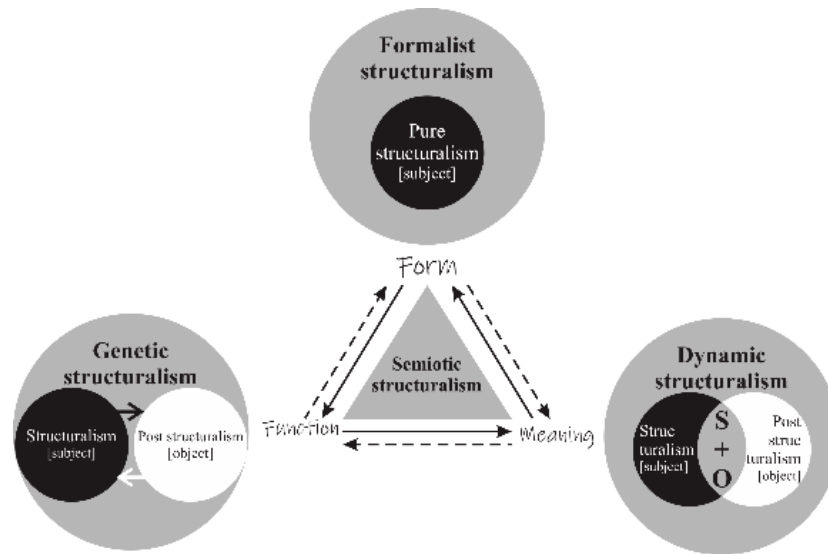 Formalist
structuralism
Pure
structuralism
[subject]
Form
Semiotic
structuralism
Function
Meaning
Genetic
structuralism
Structuralism
[subject]
Post structuralism
[object]
Dynamic
structuralism
Struc
turalism
[subject]
S
+
O
Post
struc
turalism
[object]